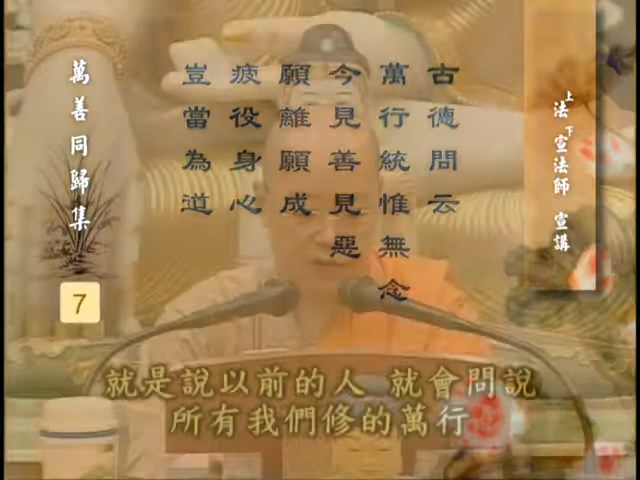 古德問云
萬行統惟無念
今見善見惡
願離願成
疲役身心
豈當為道
上法下宣法師 宣講
萬善同歸集
7
就是說以前的人 就會問說
所有我們修的萬行